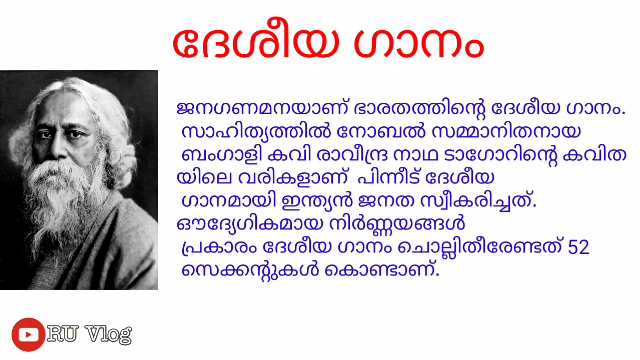 ദേശീയ ഗാനം
ജനഗണമനയാണ് ഭാരതത്തിന്റെ ദേശീയ ഗാനം.
സാഹിത്യത്തിൽ നോബൽ സമ്മാനിതനായ
ബംഗാളി കവി രാവീന്ദ്ര നാഥ ടാഗോറിന്റെ കവിത
യിലെ വരികളാണ് പിന്നീട് ദേശീയ
ഗാനമായി ഇന്ത്യൻ ജനത സ്വീകരിച്ചത്.
ഔദ്യേഗികമായ നിർണ്ണയങ്ങൾ
പ്രകാരം ദേശീയ ഗാനം ചൊല്ലിതീരേണ്ടത് 52
സെക്കന്റുകൾ കൊണ്ടാണ്.
RU Vlog